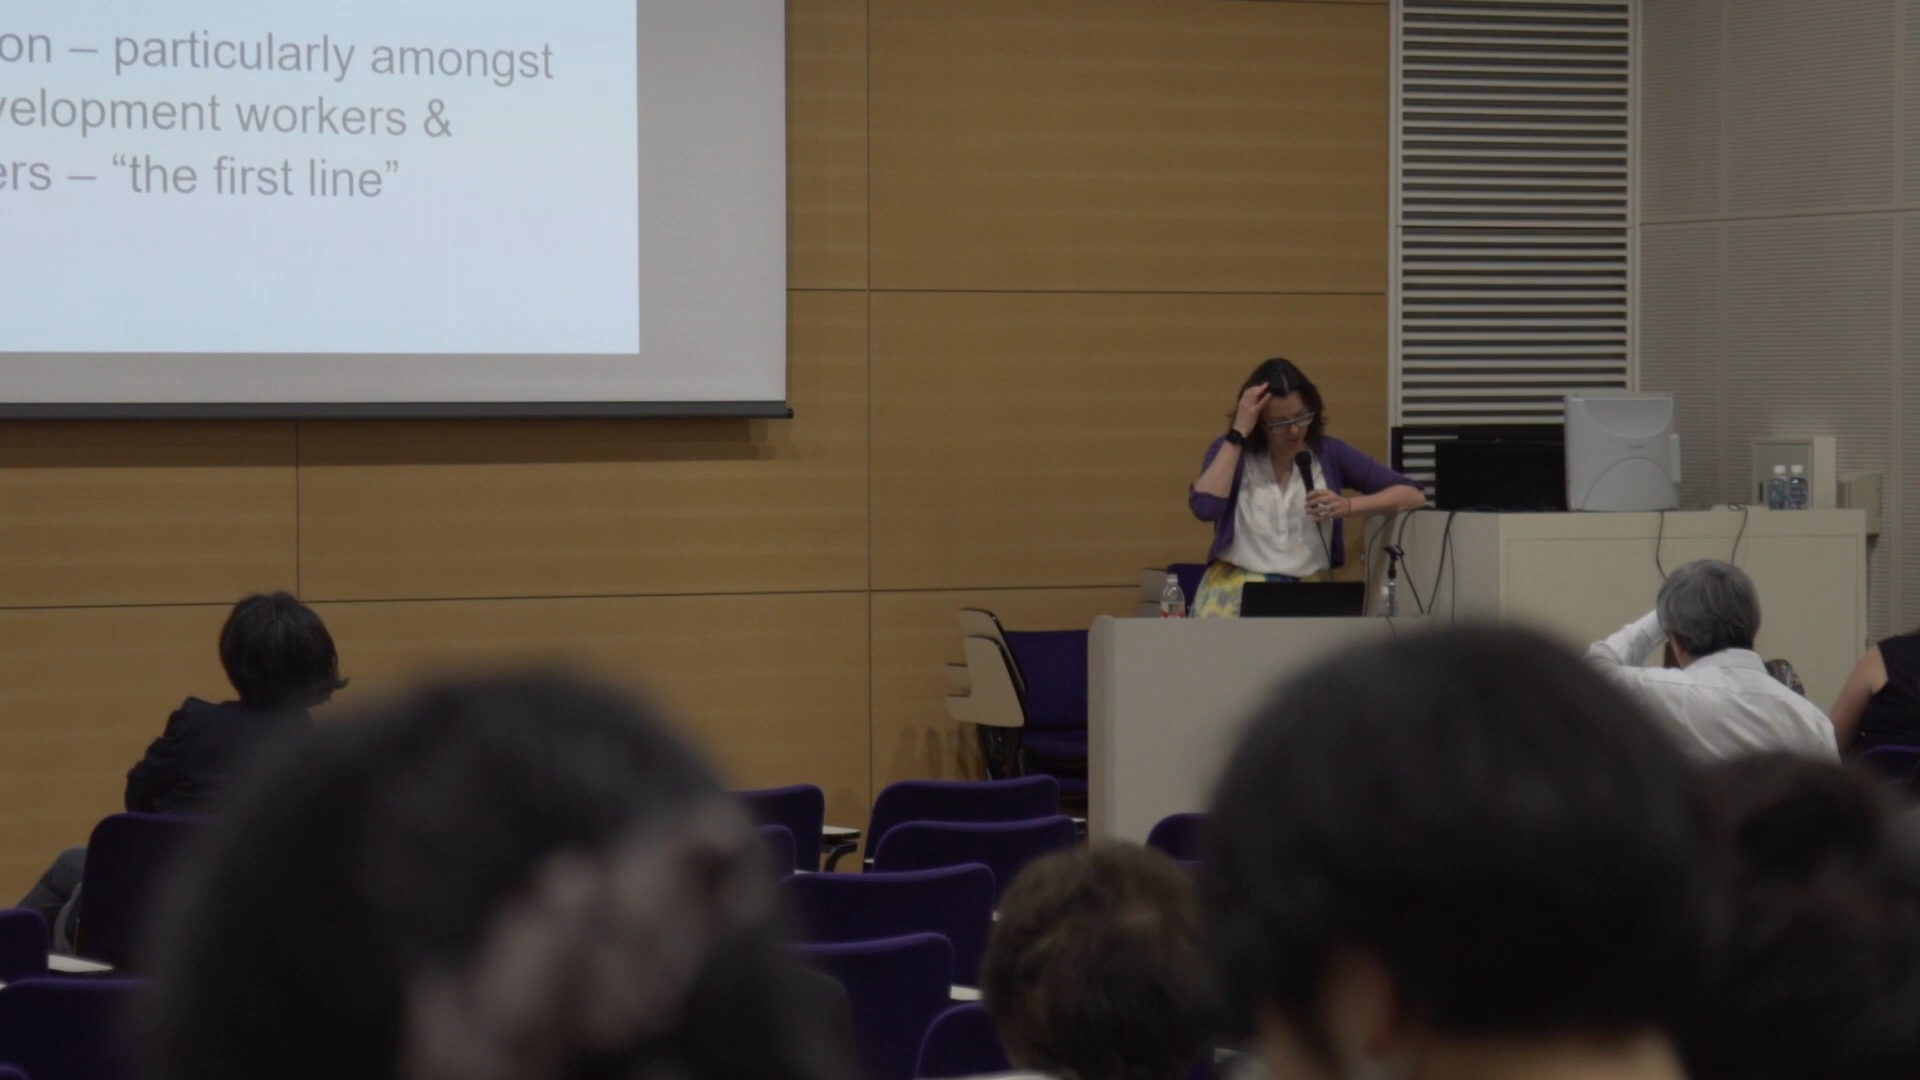 on – particularly amongst
velopment workers &
ers – “the first line”